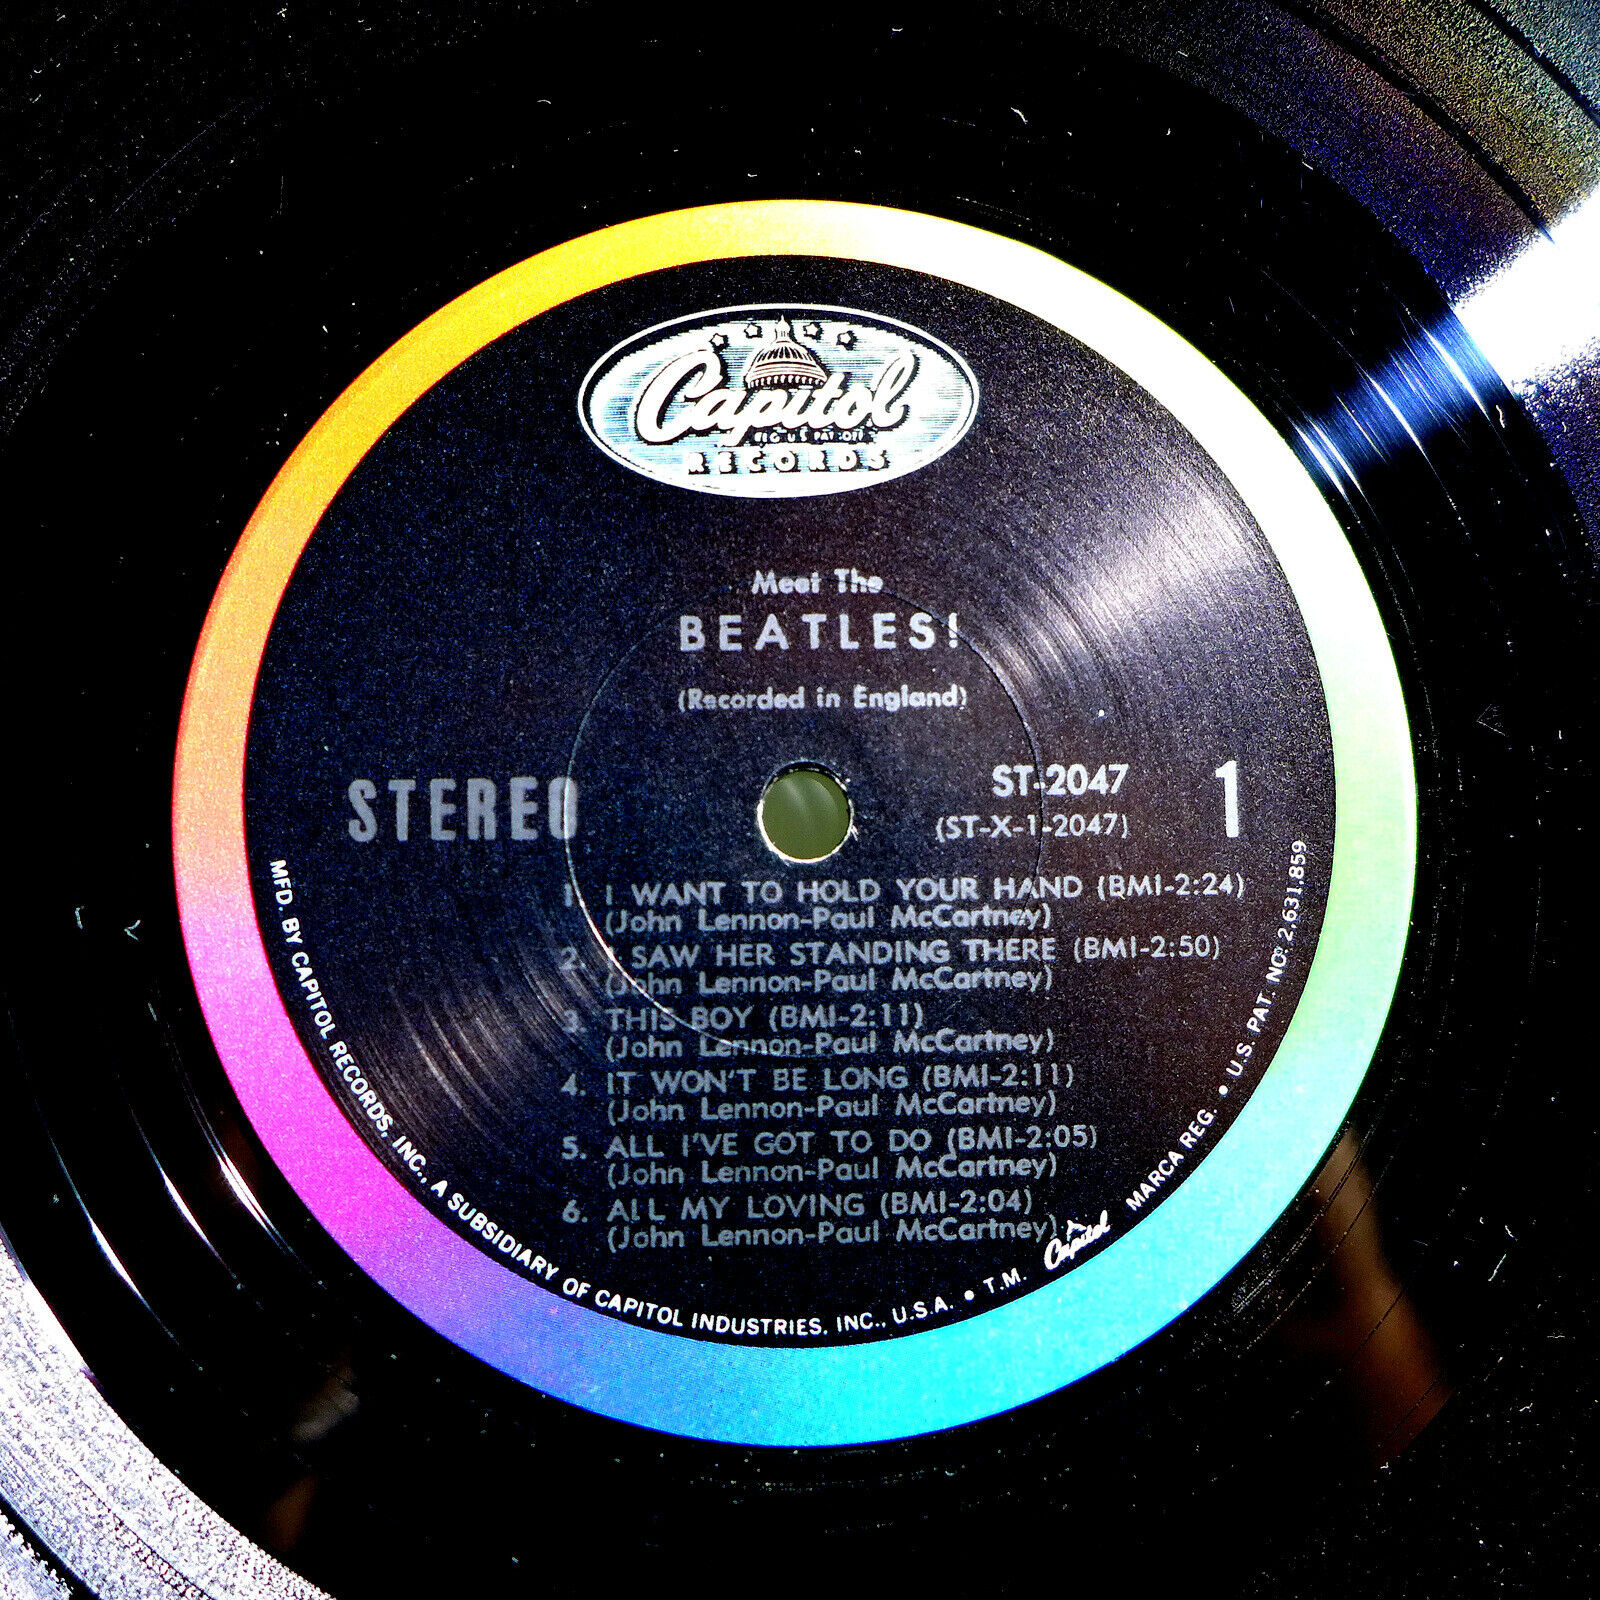 Capitol
REG. U.S. PAT. OFF.
RECORDS
Meet The
BEATLES!
(Recorded in England)
STEREO
ST-2047
(ST-X-1-2047)
1
1. I WANT TO HOLD YOUR HAND (BMI-2:24)
(John Lennon-Paul McCartney)
2. I SAW HER STANDING THERE (BMI-2:50)
(John Lennon-Paul McCartney)
3. THIS BOY (BMI-2:11)
(John Lennon-Paul McCartney)
4. IT WON'T BE LONG (BMI-2:11)
(John Lennon-Paul McCartney)
5. ALL I'VE GOT TO DO (BMI-2:05)
(John Lennon-Paul McCartney)
6. ALL MY LOVING (BMI-2:04)
(John Lennon-Paul McCartney)
MFD. BY CAPITOL RECORDS, INC., A SUBSIDIARY OF CAPITOL INDUSTRIES, INC., U.S.A. • T.M. Capitol MARCA REG. • U.S. PAT. NO. 2,631,859